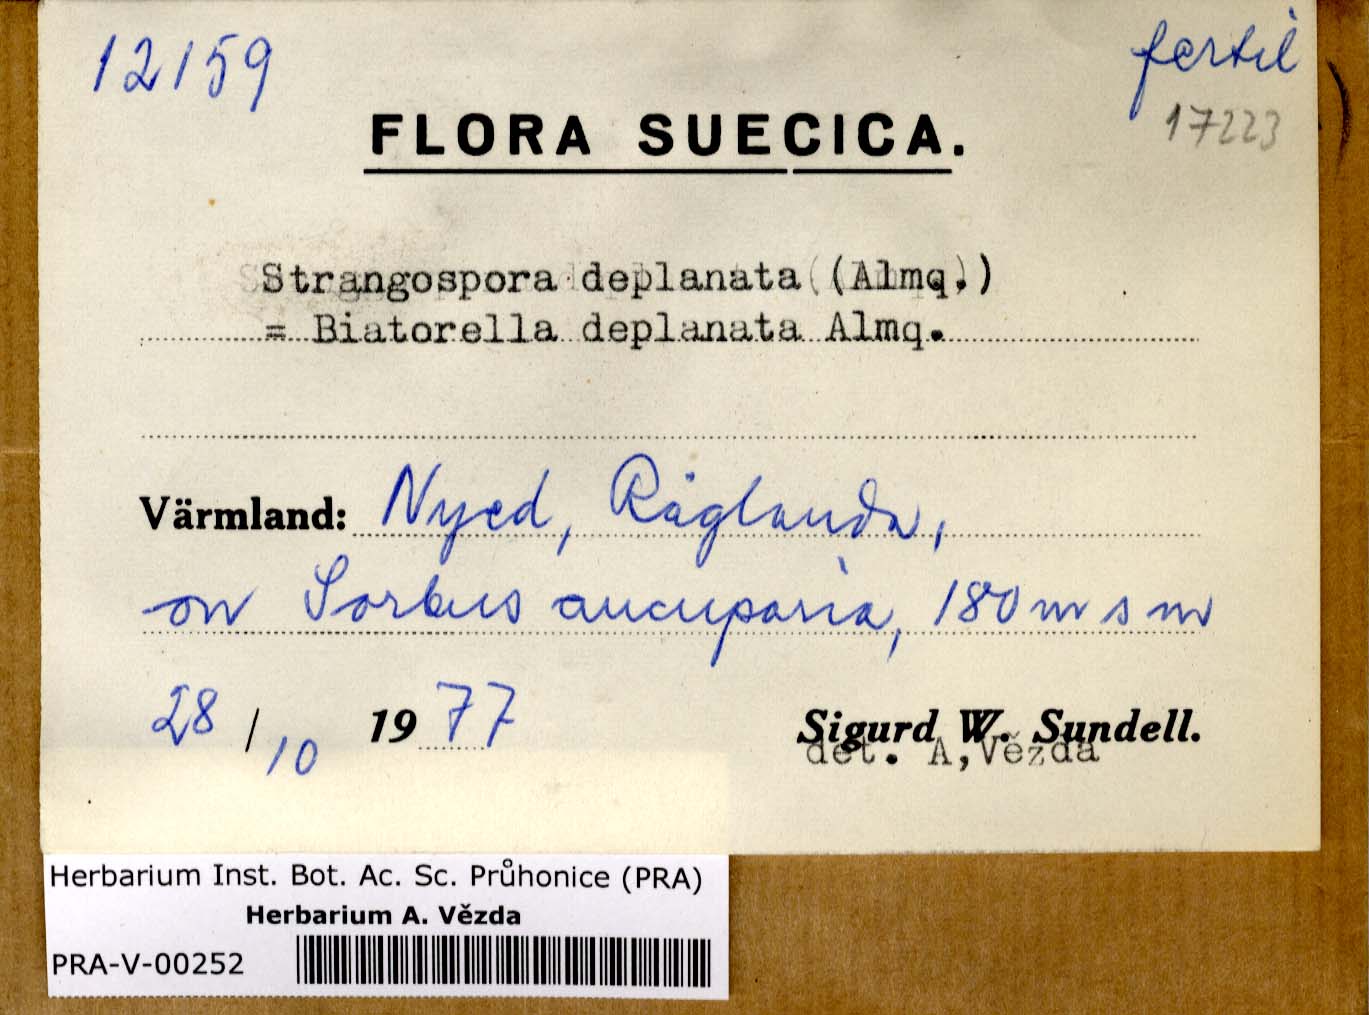 12159
fertil
17223
FLORA SUECICA.
Strangospora deplanata (Almq.)
= Biatorella deplanata Almq.
Värmland: Nyed, Råglanda,
on Sorbus aucuparia, 180 m s m
28/10 1977
Sigurd W. Sundell.
det. A,Vězda
Herbarium Inst. Bot. Ac. Sc. Průhonice (PRA)
Herbarium A. Vězda
PRA-V-00252